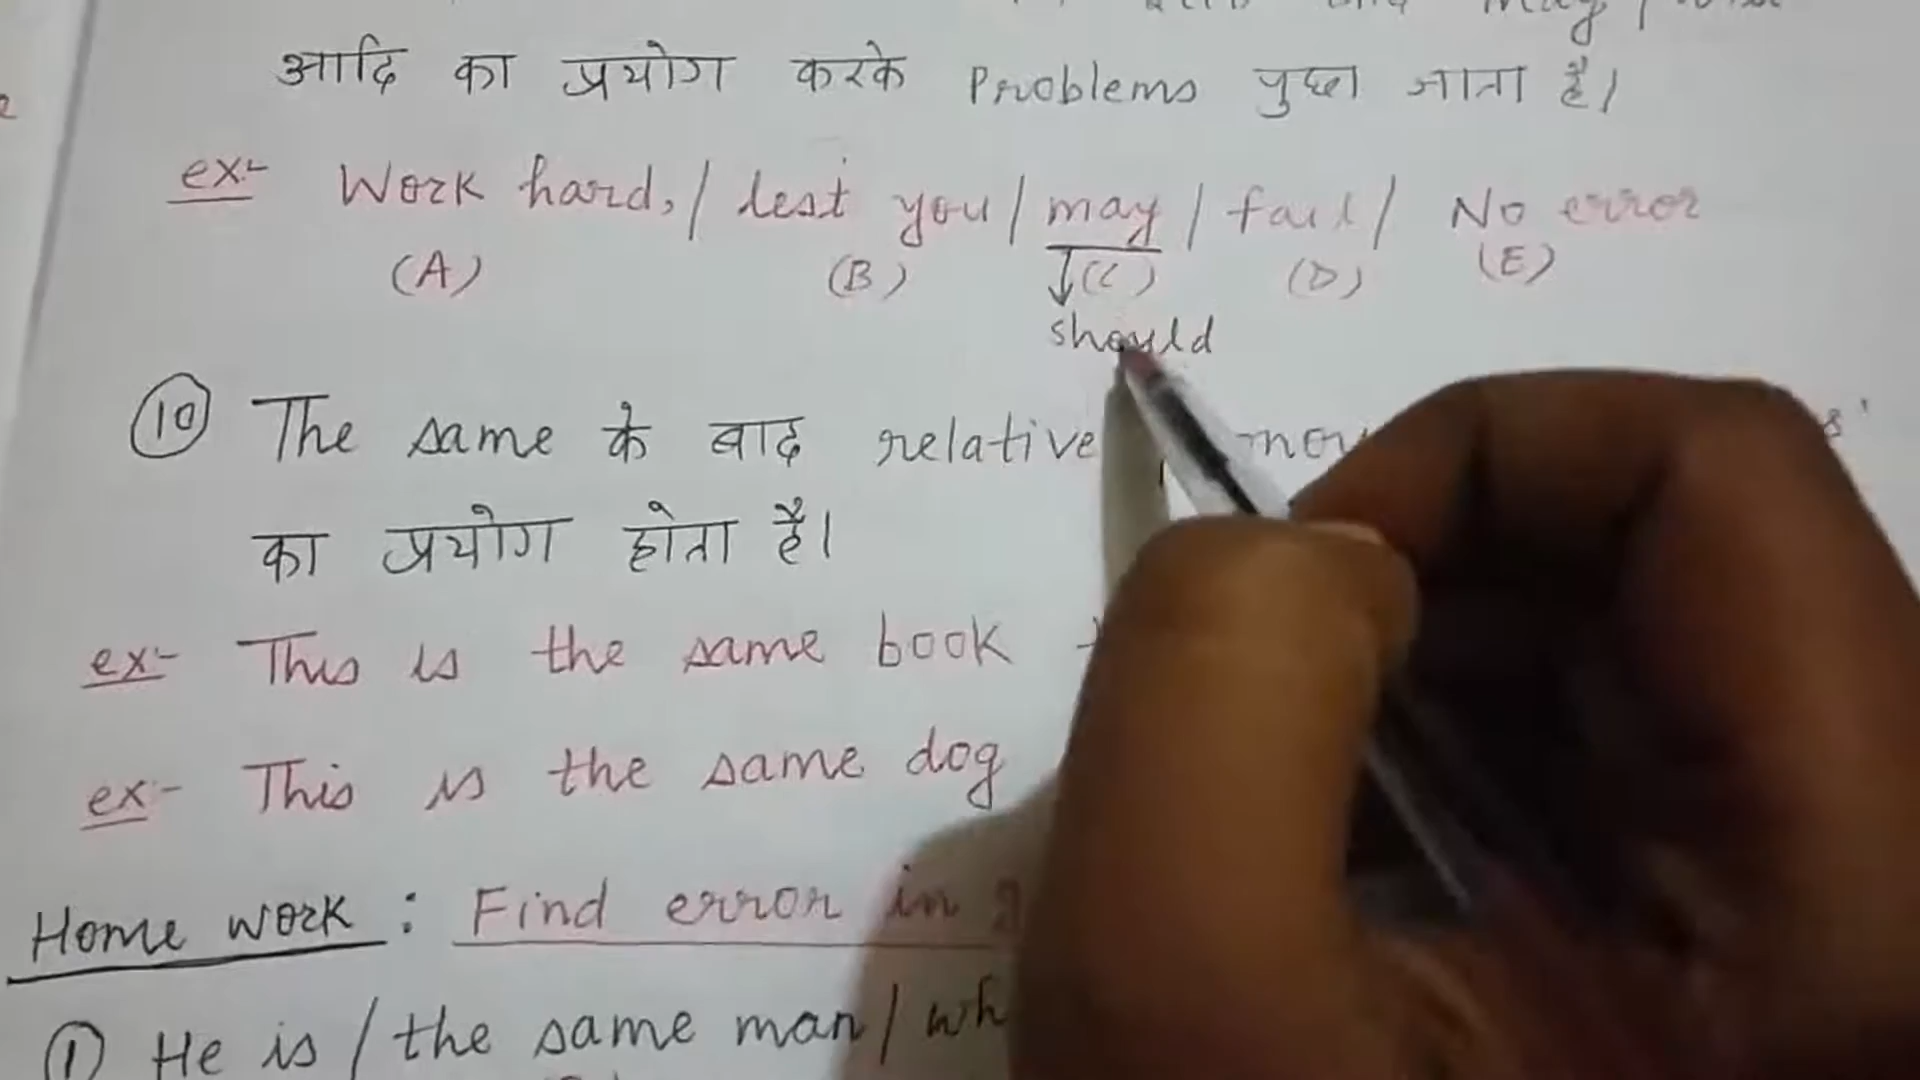 आदि का प्रयोग करके Problems पुछा जाता है।
ex:- Work hard, / lest you / may / fail / No error
(A) (B) (C) (D) (E)
should
(10) The same के बाद relative
का प्रयोग होता है।
ex:- This is the same book
ex:- This is the same dog
Home work : Find error in
(1) He is / the same man /